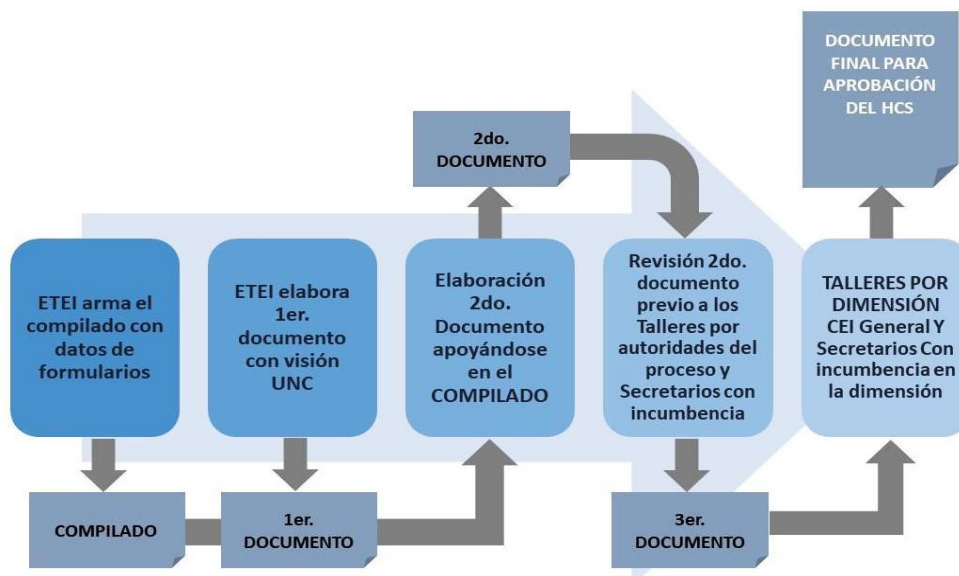 DOCUMENTO
FINAL PARA
APROBACIÓN
DEL HCS
2do.
DOCUMENTO
ETEI arma el
compilado con
datos de
formularios
ETEI elabora
1er.
documento
con visión
UNC
Elaboración
2do.
Documento
apoyándose
en el
COMPILADO
Revisión 2do.
documento
previo a los
Talleres por
autoridades del
proceso y
Secretarios con
incumbencia
TALLERES POR
DIMENSIÓN
CEI General Y
Secretarios Con
incumbencia en
la dimensión
COMPILADO
1er.
DOCUMENTO
3er.
DOCUMENTO